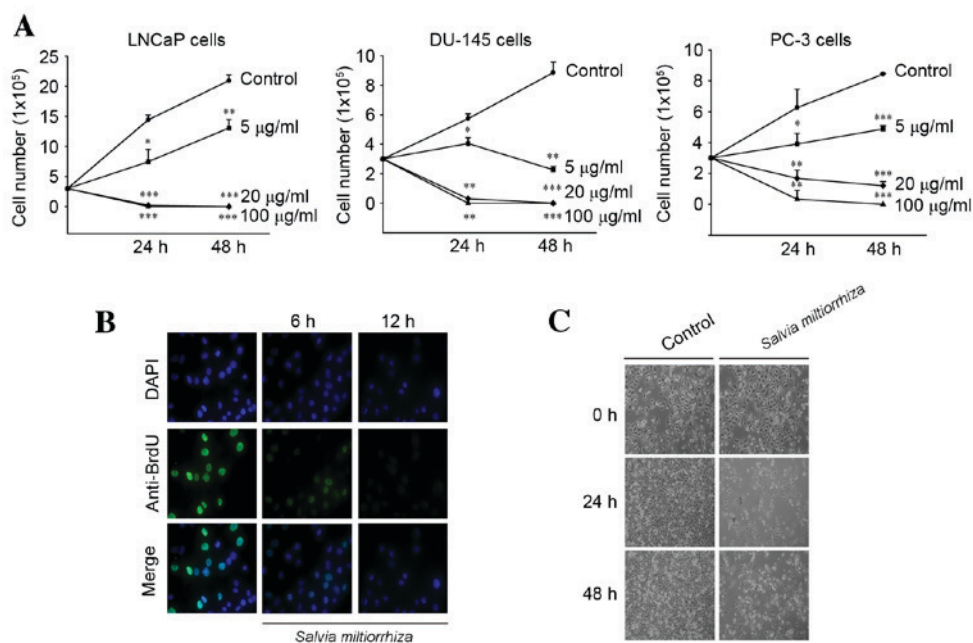 A
LNCaP cells
Cell number (1x10⁵)
25
20
15
10
5
0
Control
**
5 µg/ml
*
***
***
20 µg/ml
***
***
100 µg/ml
24 h
48 h
DU-145 cells
Cell number (1x10⁵)
10
8
6
4
2
0
Control
*
**
5 µg/ml
**
***
20 µg/ml
**
***
100 µg/ml
24 h
48 h
PC-3 cells
Cell number (1x10⁵)
10
8
6
4
2
0
Control
*
***
5 µg/ml
**
***
20 µg/ml
**
***
100 µg/ml
24 h
48 h
B
6 h
12 h
DAPI
Anti-BrdU
Merge
Salvia miltiorrhiza
C
Control
Salvia miltiorrhiza
0 h
24 h
48 h